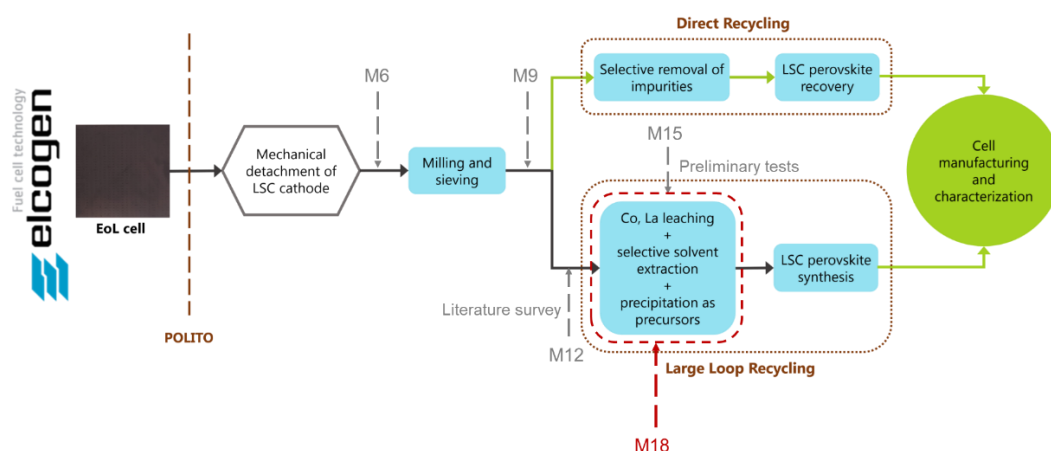 Fuel cell technology
elcogen
EoL cell
POLITO
Mechanical
detachment of
LSC cathode
M6
Milling and
sieving
M9
Direct Recycling
Selective removal of
impurities
LSC perovskite
recovery
M15
Preliminary tests
Co, La leaching
+
selective solvent
extraction
+
precipitation as
precursors
LSC perovskite
synthesis
Literature survey
M12
Large Loop Recycling
M18
Cell
manufacturing
and
characterization